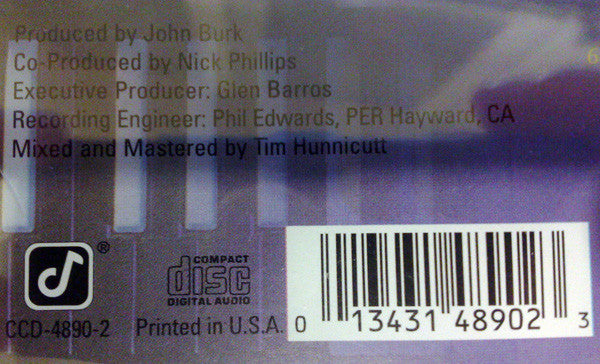 Produced by John Burk
Co-Produced by Nick Phillips
Executive Producer: Glen Barros
Recording Engineer: Phil Edwards, PER Hayward, CA
Mixed and Mastered by Tim Hunnicutt
6
®
COMPACT
disc
DIGITAL AUDIO
CCD-4890-2 Printed in U.S.A.
0 13431 48902 3